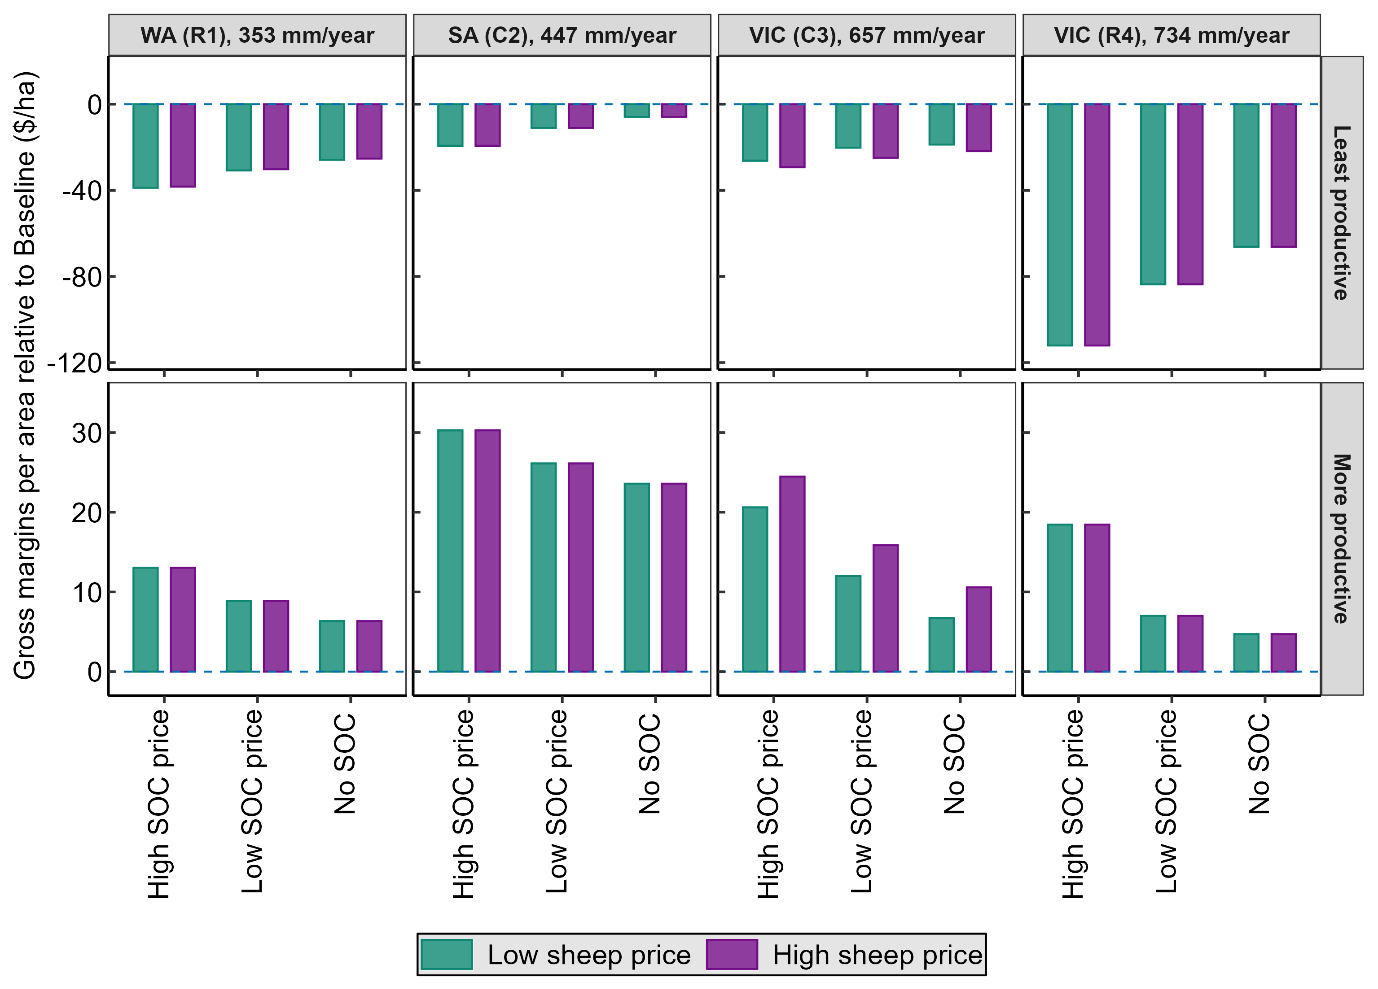 WA (R1), 353 mm/year
SA (C2), 447 mm/year
VIC (C3), 657 mm/year
VIC (R4), 734 mm/year
Gross margins per area relative to Baseline ($/ha)
0
-40
-80
-120
Least productive
30
20
10
0
More productive
High SOC price
Low SOC price
No SOC
High SOC price
Low SOC price
No SOC
High SOC price
Low SOC price
No SOC
High SOC price
Low SOC price
No SOC
Low sheep price
High sheep price